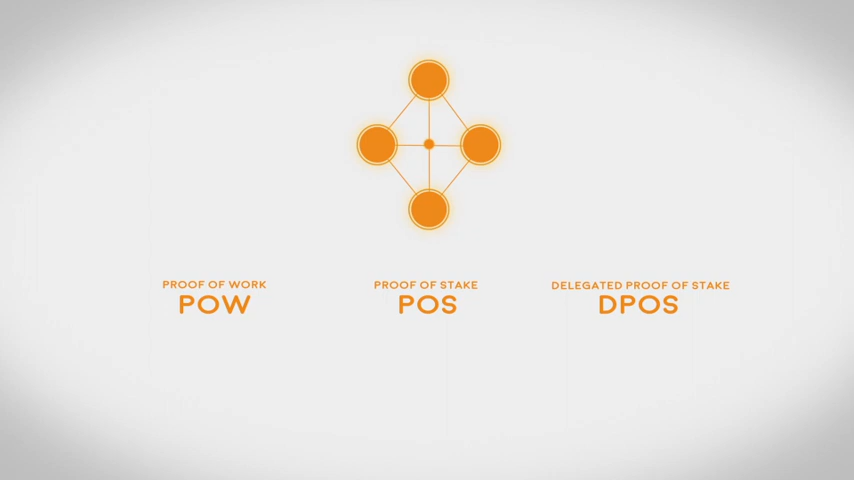 PROOF OF WORK
POW
PROOF OF STAKE
POS
DELEGATED PROOF OF STAKE
DPOS